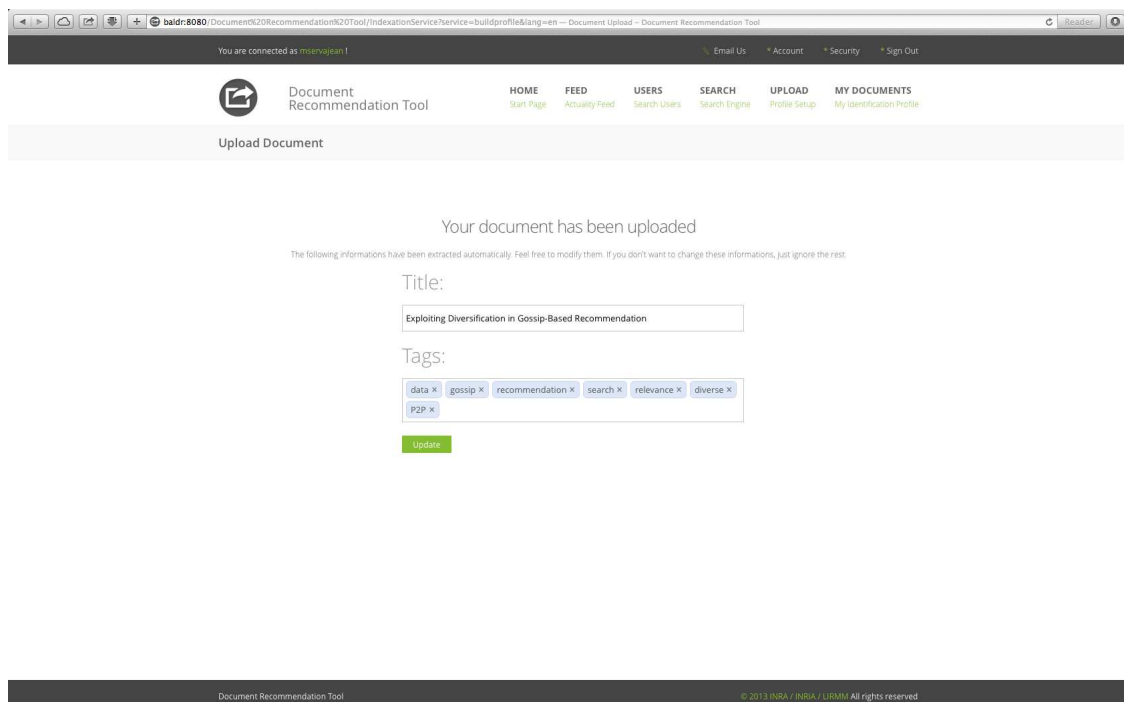 baldr:8080/Document%20Recommendation%20Tool/IndexationService?service=buildprofile&lang=en — Document Upload – Document Recommendation Tool
Reader
You are connected as mservajean !
Email Us * Account * Security * Sign Out
Document
Recommendation Tool
HOME FEED USERS SEARCH UPLOAD MY DOCUMENTS
Start Page Actuality Feed Search Users Search Engine Profile Setup My Identification Profile
Upload Document
Your document has been uploaded
The following informations have been extracted automatically. Feel free to modify them. If you don't want to change these informations, just ignore the rest.
Title:
Exploiting Diversification in Gossip-Based Recommendation
Tags:
data × gossip × recommendation × search × relevance × diverse ×
P2P ×
Update
Document Recommendation Tool
© 2013 INRA / INRIA / LIRMM All rights reserved